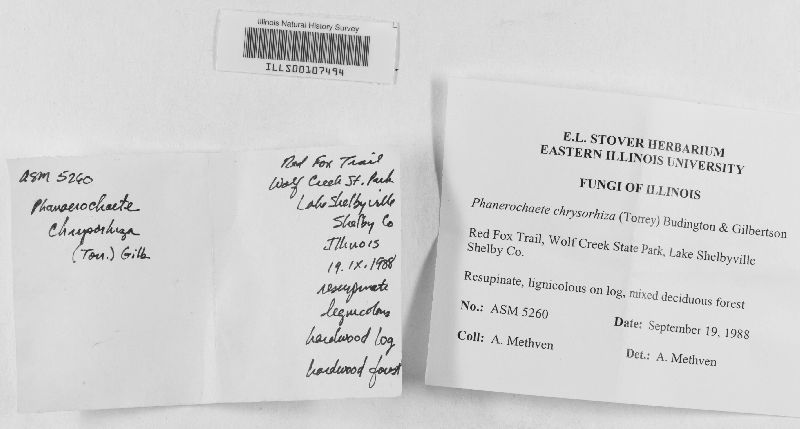 Illinois Natural History Survey
ILLS00107494
ASM 5260
Phanaerochaete
Chrysorhiza
(Torr.) Gilb
Red Fox Trail
Wolf Creek St. Park
Lake Shelbyville
Shelby Co
Illinois
19.IX.1988
resupinate
lignicolous
hardwood log
hardwood forest
E.L. STOVER HERBARIUM
EASTERN ILLINOIS UNIVERSITY
FUNGI OF ILLINOIS
Phanerochaete chrysorhiza (Torrey) Budington & Gilbertson
Red Fox Trail, Wolf Creek State Park, Lake Shelbyville
Shelby Co.
Resupinate, lignicolous on log, mixed deciduous forest
No.: ASM 5260 Date: September 19, 1988
Coll: A. Methven Det.: A. Methven